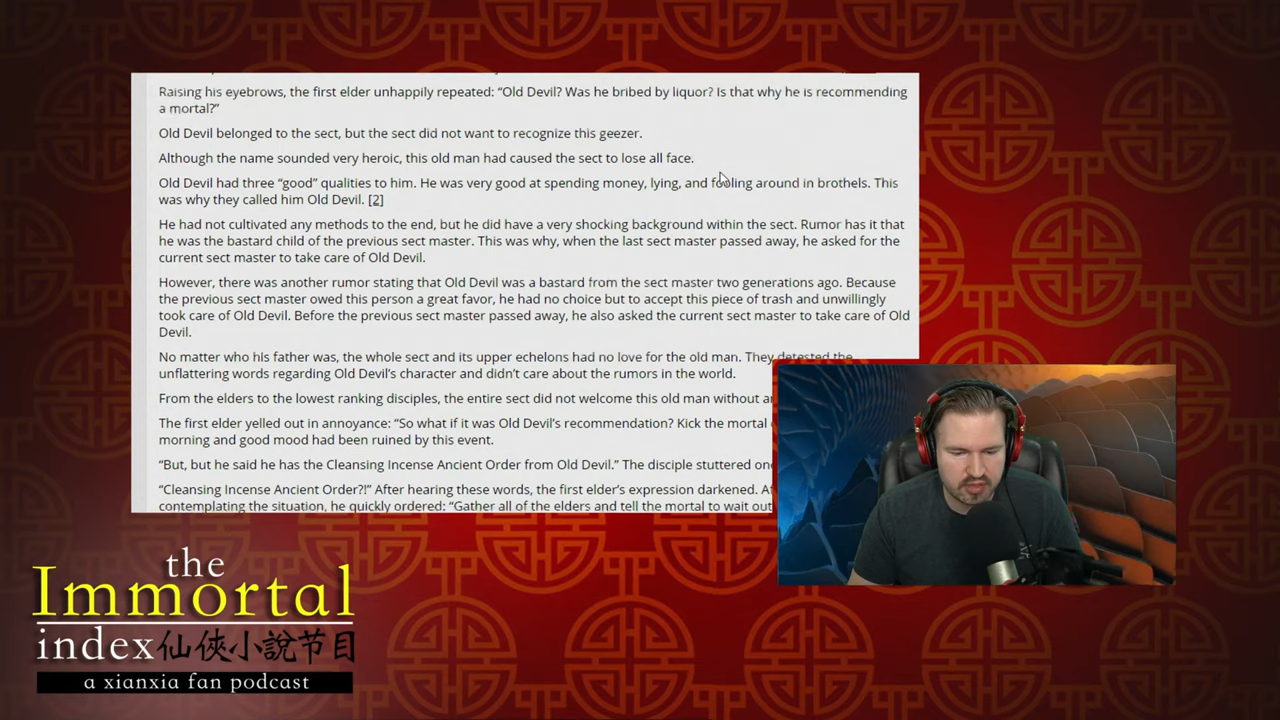 Raising his eyebrows, the first elder unhappily repeated: “Old Devil? Was he bribed by liquor? Is that why he is recommending
a mortal?”
Old Devil belonged to the sect, but the sect did not want to recognize this geezer.
Although the name sounded very heroic, this old man had caused the sect to lose all face.
Old Devil had three “good” qualities to him. He was very good at spending money, lying, and fooling around in brothels. This
was why they called him Old Devil. [2]
He had not cultivated any methods to the end, but he did have a very shocking background within the sect. Rumor has it that
he was the bastard child of the previous sect master. This was why, when the last sect master passed away, he asked for the
current sect master to take care of Old Devil.
However, there was another rumor stating that Old Devil was a bastard from the sect master two generations ago. Because
the previous sect master owed this person a great favor, he had no choice but to accept this piece of trash and unwillingly
took care of Old Devil. Before the previous sect master passed away, he also asked the current sect master to take care of Old
Devil.
No matter who his father was, the whole sect and its upper echelons had no love for the old man. They detested the
unflattering words regarding Old Devil’s character and didn’t care about the rumors in the world.
From the elders to the lowest ranking disciples, the entire sect did not welcome this old man without
The first elder yelled out in annoyance: “So what if it was Old Devil’s recommendation? Kick the mortal
morning and good mood had been ruined by this event.
“But, but he said he has the Cleansing Incense Ancient Order from Old Devil.” The disciple stuttered
“Cleansing Incense Ancient Order?!” After hearing these words, the first elder’s expression darkened.
contemplating the situation, he quickly ordered: “Gather all of the elders and tell the mortal to wait out
the
Immortal
index仙俠小說节目
a xianxia fan podcast